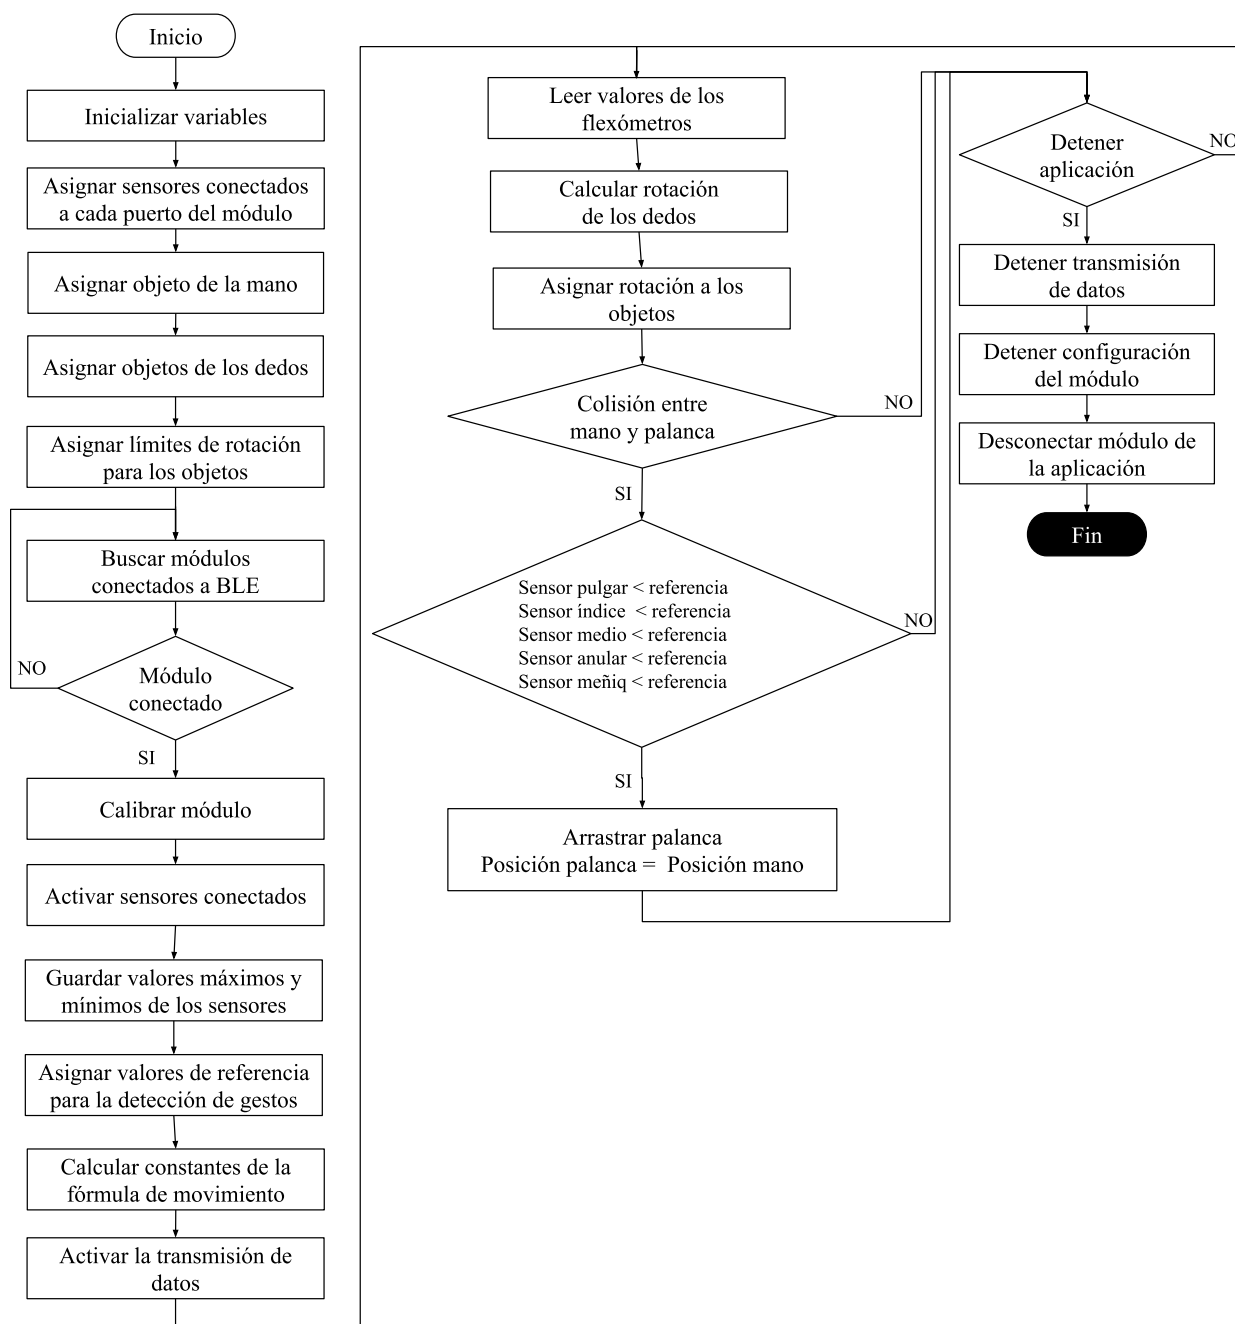 Inicio
Inicializar variables
Asignar sensores conectados
a cada puerto del módulo
Asignar objeto de la mano
Asignar objetos de los dedos
Asignar límites de rotación
para los objetos
Buscar módulos
conectados a BLE
NO
Módulo
conectado
SI
Calibrar módulo
Activar sensores conectados
Guardar valores máximos y
mínimos de los sensores
Asignar valores de referencia
para la detección de gestos
Calcular constantes de la
fórmula de movimiento
Activar la transmisión de
datos
Leer valores de los
flexómetros
Calcular rotación
de los dedos
Asignar rotación a los
objetos
Colisión entre
mano y palanca
NO
SI
Sensor pulgar < referencia
Sensor índice < referencia
Sensor medio < referencia
Sensor anular < referencia
Sensor meñiq < referencia
NO
SI
Arrastrar palanca
Posición palanca = Posición mano
Detener
aplicación
NO
SI
Detener transmisión
de datos
Detener configuración
del módulo
Desconectar módulo de
la aplicación
Fin